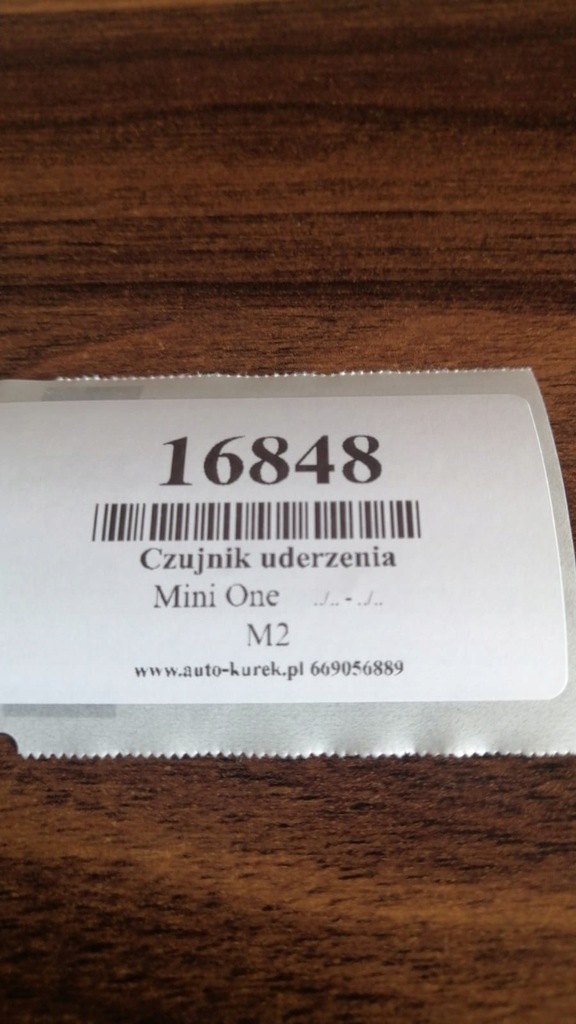 16848
Czujnik uderzenia
Mini One ../.. - ../..
M2
www.auto-kurek.pl 669056889